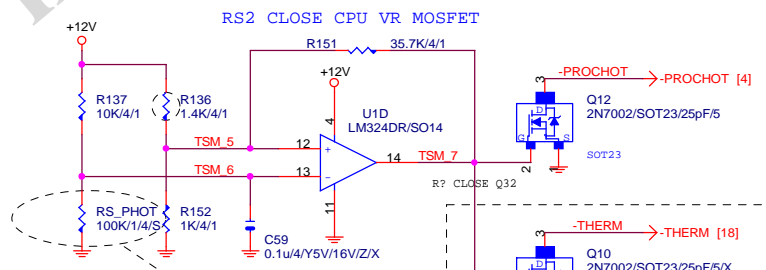 RS2 CLOSE CPU VR MOSFET
+12V
R151 35.7K/4/1
+12V
-PROCHOT -PROCHOT [4]
R137
10K/4/1
R136
1.4K/4/1
3
D
G S
Q12
2N7002/SOT23/25pF/5
SOT23
2 1
U1D
LM324DR/SO14
4
TSM_5 12 +
TSM_6 13 −
14 TSM_7
11
R? CLOSE Q32
RS_PHOT
100K/1/4/S
R152
1K/4/1
C59
0.1u/4/Y5V/16V/Z/X
-THERM -THERM [18]
3
D
Q10
2N7002/SOT23/25pF/5/X